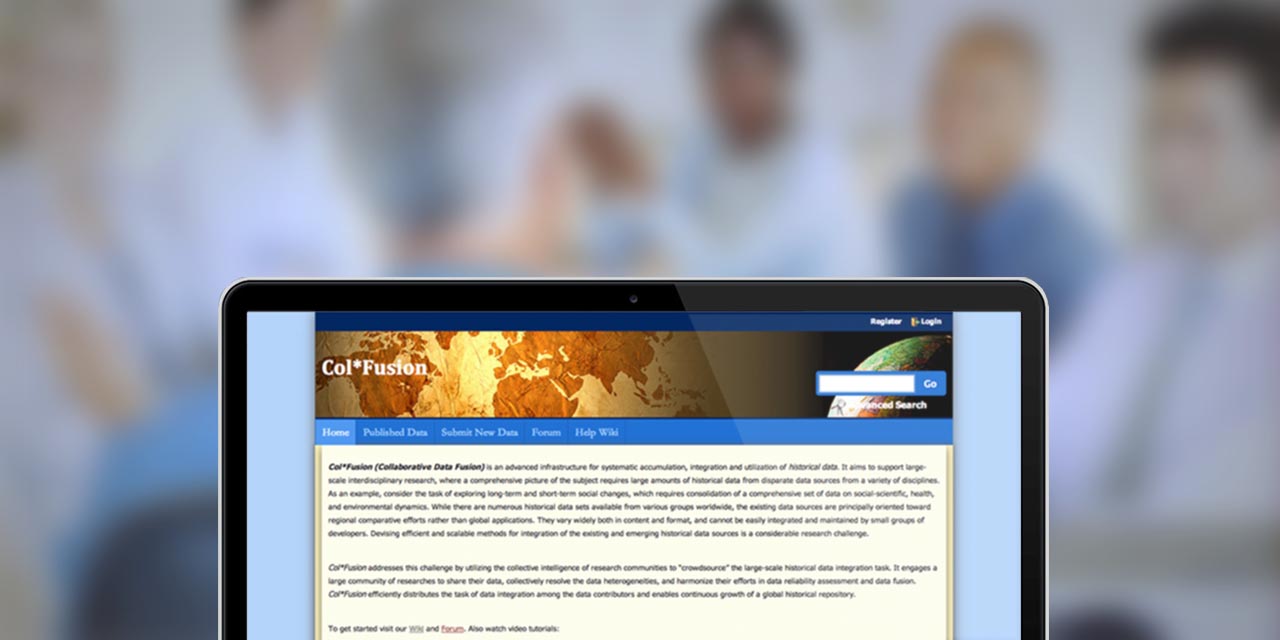 Register Login
Col*Fusion
Go
Advanced Search
Home Published Data Submit New Data Forum Help Wiki
Col*Fusion (Collaborative Data Fusion) is an advanced infrastructure for systematic accumulation, integration and utilization of historical data. It aims to support large-
scale interdisciplinary research, where a comprehensive picture of the subject requires large amounts of historical data from disparate data sources from a variety of disciplines.
As an example, consider the task of exploring long-term and short-term social changes, which requires consolidation of a comprehensive set of data on social-scientific, health,
and environmental dynamics. While there are numerous historical data sets available from various groups worldwide, the existing data sources are principally oriented toward
regional comparative efforts rather than global applications. They vary widely both in content and format, and cannot be easily integrated and maintained by small groups of
developers. Devising efficient and scalable methods for integration of the existing and emerging historical data sources is a considerable research challenge.
Col*Fusion addresses this challenge by utilizing the collective intelligence of research communities to "crowdsource" the large-scale historical data integration task. It engages a
large community of researches to share their data, collectively resolve the data heterogeneities, and harmonize their efforts in data reliability assessment and data fusion.
Col*Fusion efficiently distributes the task of data integration among the data contributors and enables continuous growth of a global historical repository.
To get started visit our Wiki and Forum. Also watch video tutorials: